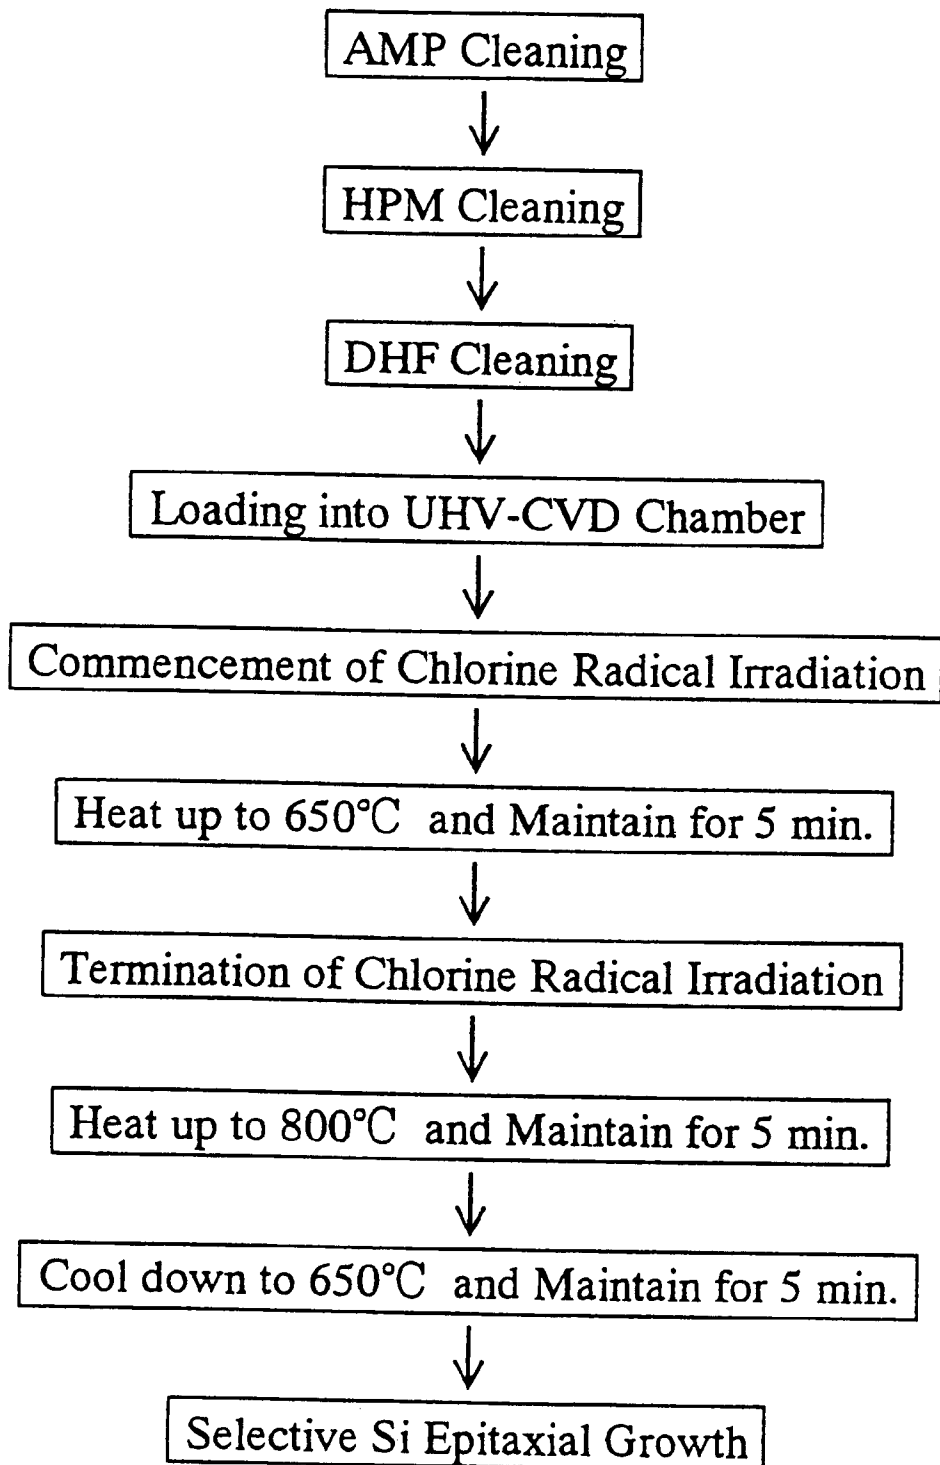 AMP Cleaning
HPM Cleaning
DHF Cleaning
Loading into UHV-CVD Chamber
Commencement of Chlorine Radical Irradiation
Heat up to 650°C and Maintain for 5 min.
Termination of Chlorine Radical Irradiation
Heat up to 800°C and Maintain for 5 min.
Cool down to 650°C and Maintain for 5 min.
Selective Si Epitaxial Growth